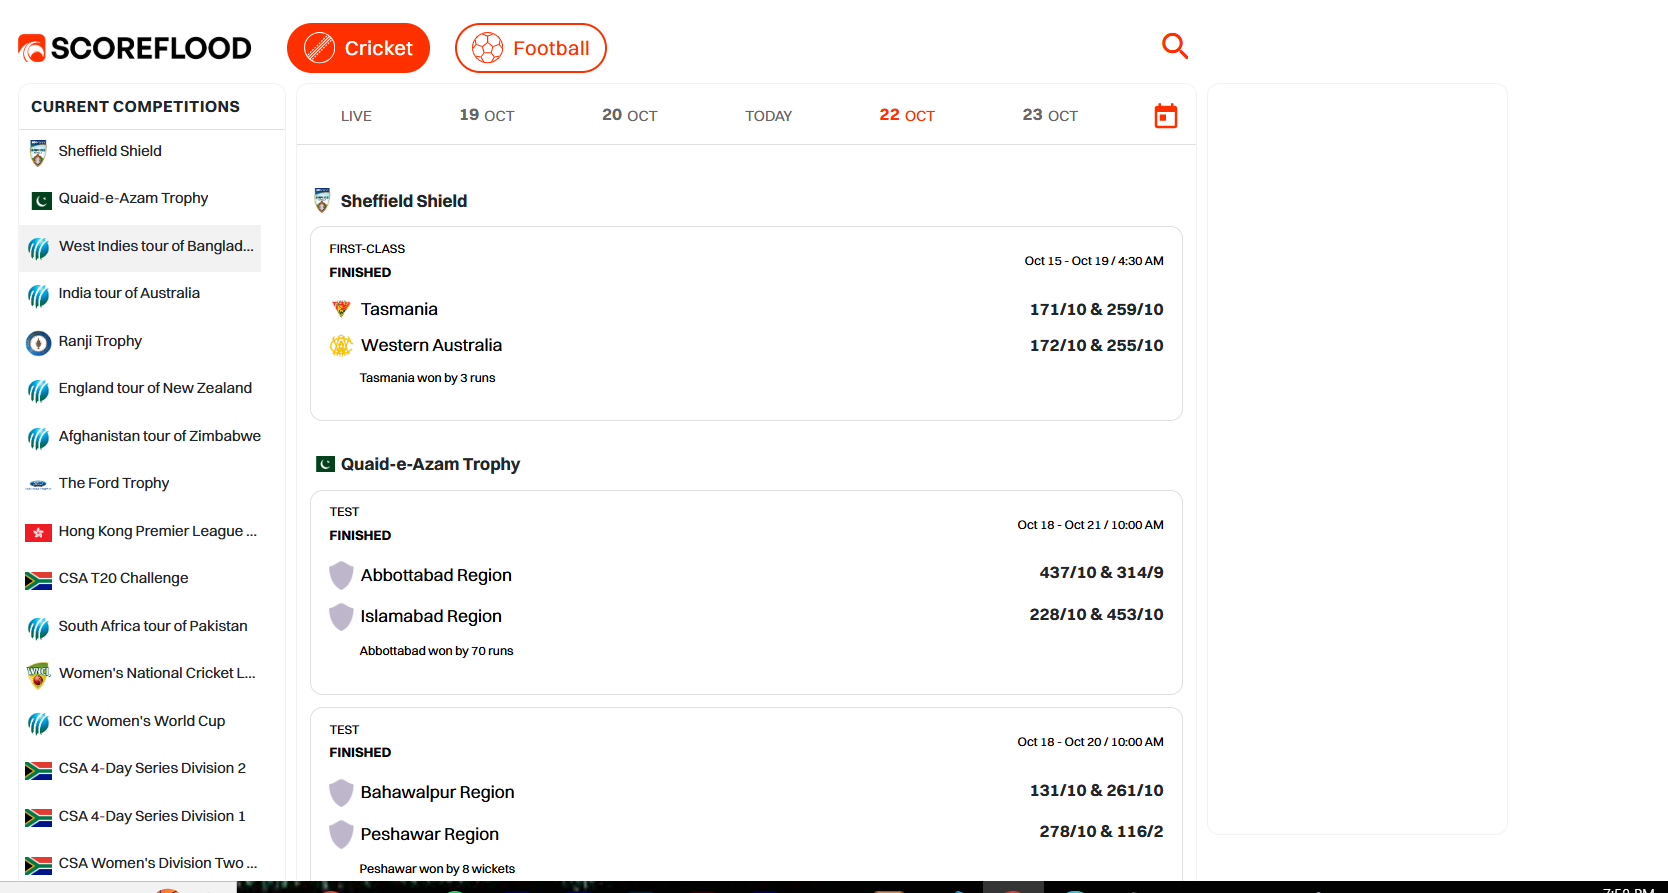 SCOREFLOOD
Cricket
Football
CURRENT COMPETITIONS
Sheffield Shield
Quaid-e-Azam Trophy
West Indies tour of Banglad...
India tour of Australia
Ranji Trophy
England tour of New Zealand
Afghanistan tour of Zimbabwe
The Ford Trophy
Hong Kong Premier League ...
CSA T20 Challenge
South Africa tour of Pakistan
Women's National Cricket L...
ICC Women's World Cup
CSA 4-Day Series Division 2
CSA 4-Day Series Division 1
CSA Women's Division Two ...
LIVE
19 OCT
20 OCT
TODAY
22 OCT
23 OCT
Sheffield Shield
FIRST-CLASS
FINISHED
Oct 15 - Oct 19 / 4:30 AM
Tasmania
171/10 & 259/10
Western Australia
172/10 & 255/10
Tasmania won by 3 runs
Quaid-e-Azam Trophy
TEST
FINISHED
Oct 18 - Oct 21 / 10:00 AM
Abbottabad Region
437/10 & 314/9
Islamabad Region
228/10 & 453/10
Abbottabad won by 70 runs
TEST
FINISHED
Oct 18 - Oct 20 / 10:00 AM
Bahawalpur Region
131/10 & 261/10
Peshawar Region
278/10 & 116/2
Peshawar won by 8 wickets